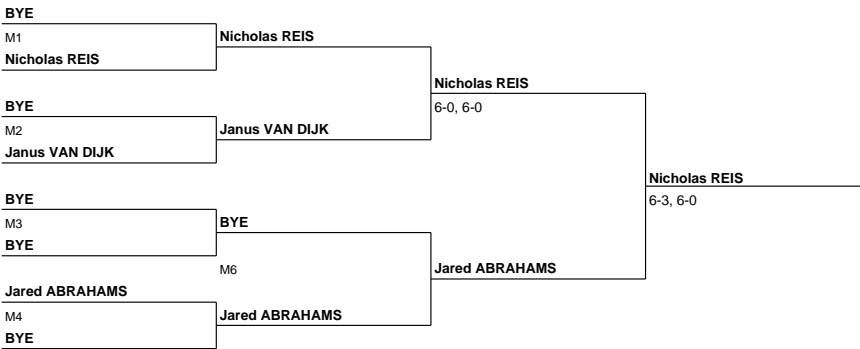 BYE
M1
Nicholas REIS
Nicholas REIS
Nicholas REIS
6-0, 6-0
BYE
M2
Janus VAN DIJK
Janus VAN DIJK
Nicholas REIS
6-3, 6-0
BYE
M3
BYE
BYE
M6
Jared ABRAHAMS
Jared ABRAHAMS
M4
Jared ABRAHAMS
BYE